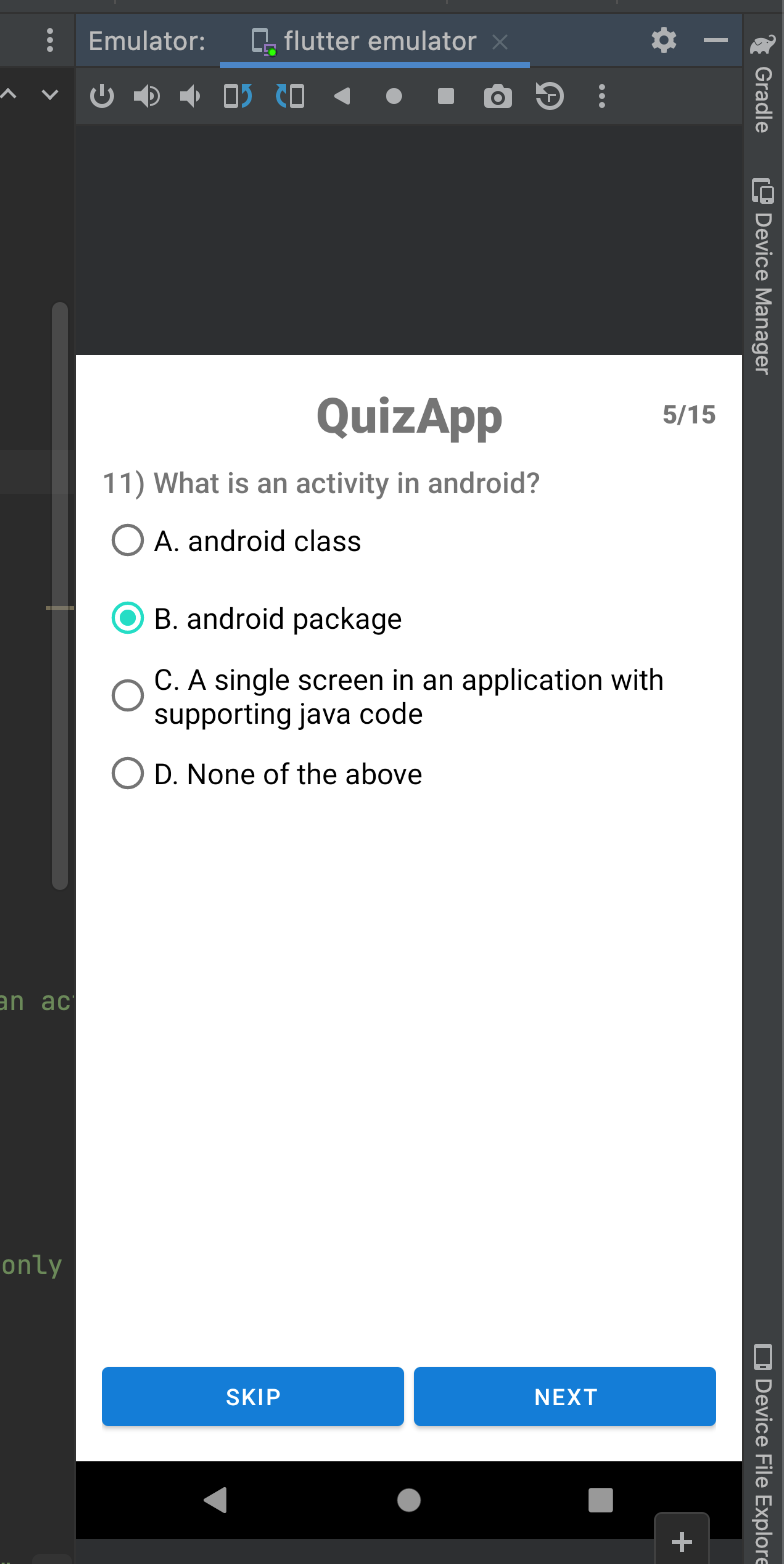 Emulator: flutter emulator
Gradle
Device Manager
QuizApp 5/15
11) What is an activity in android?
A. android class
B. android package
C. A single screen in an application with
supporting java code
D. None of the above
an
only
SKIP NEXT
Device File